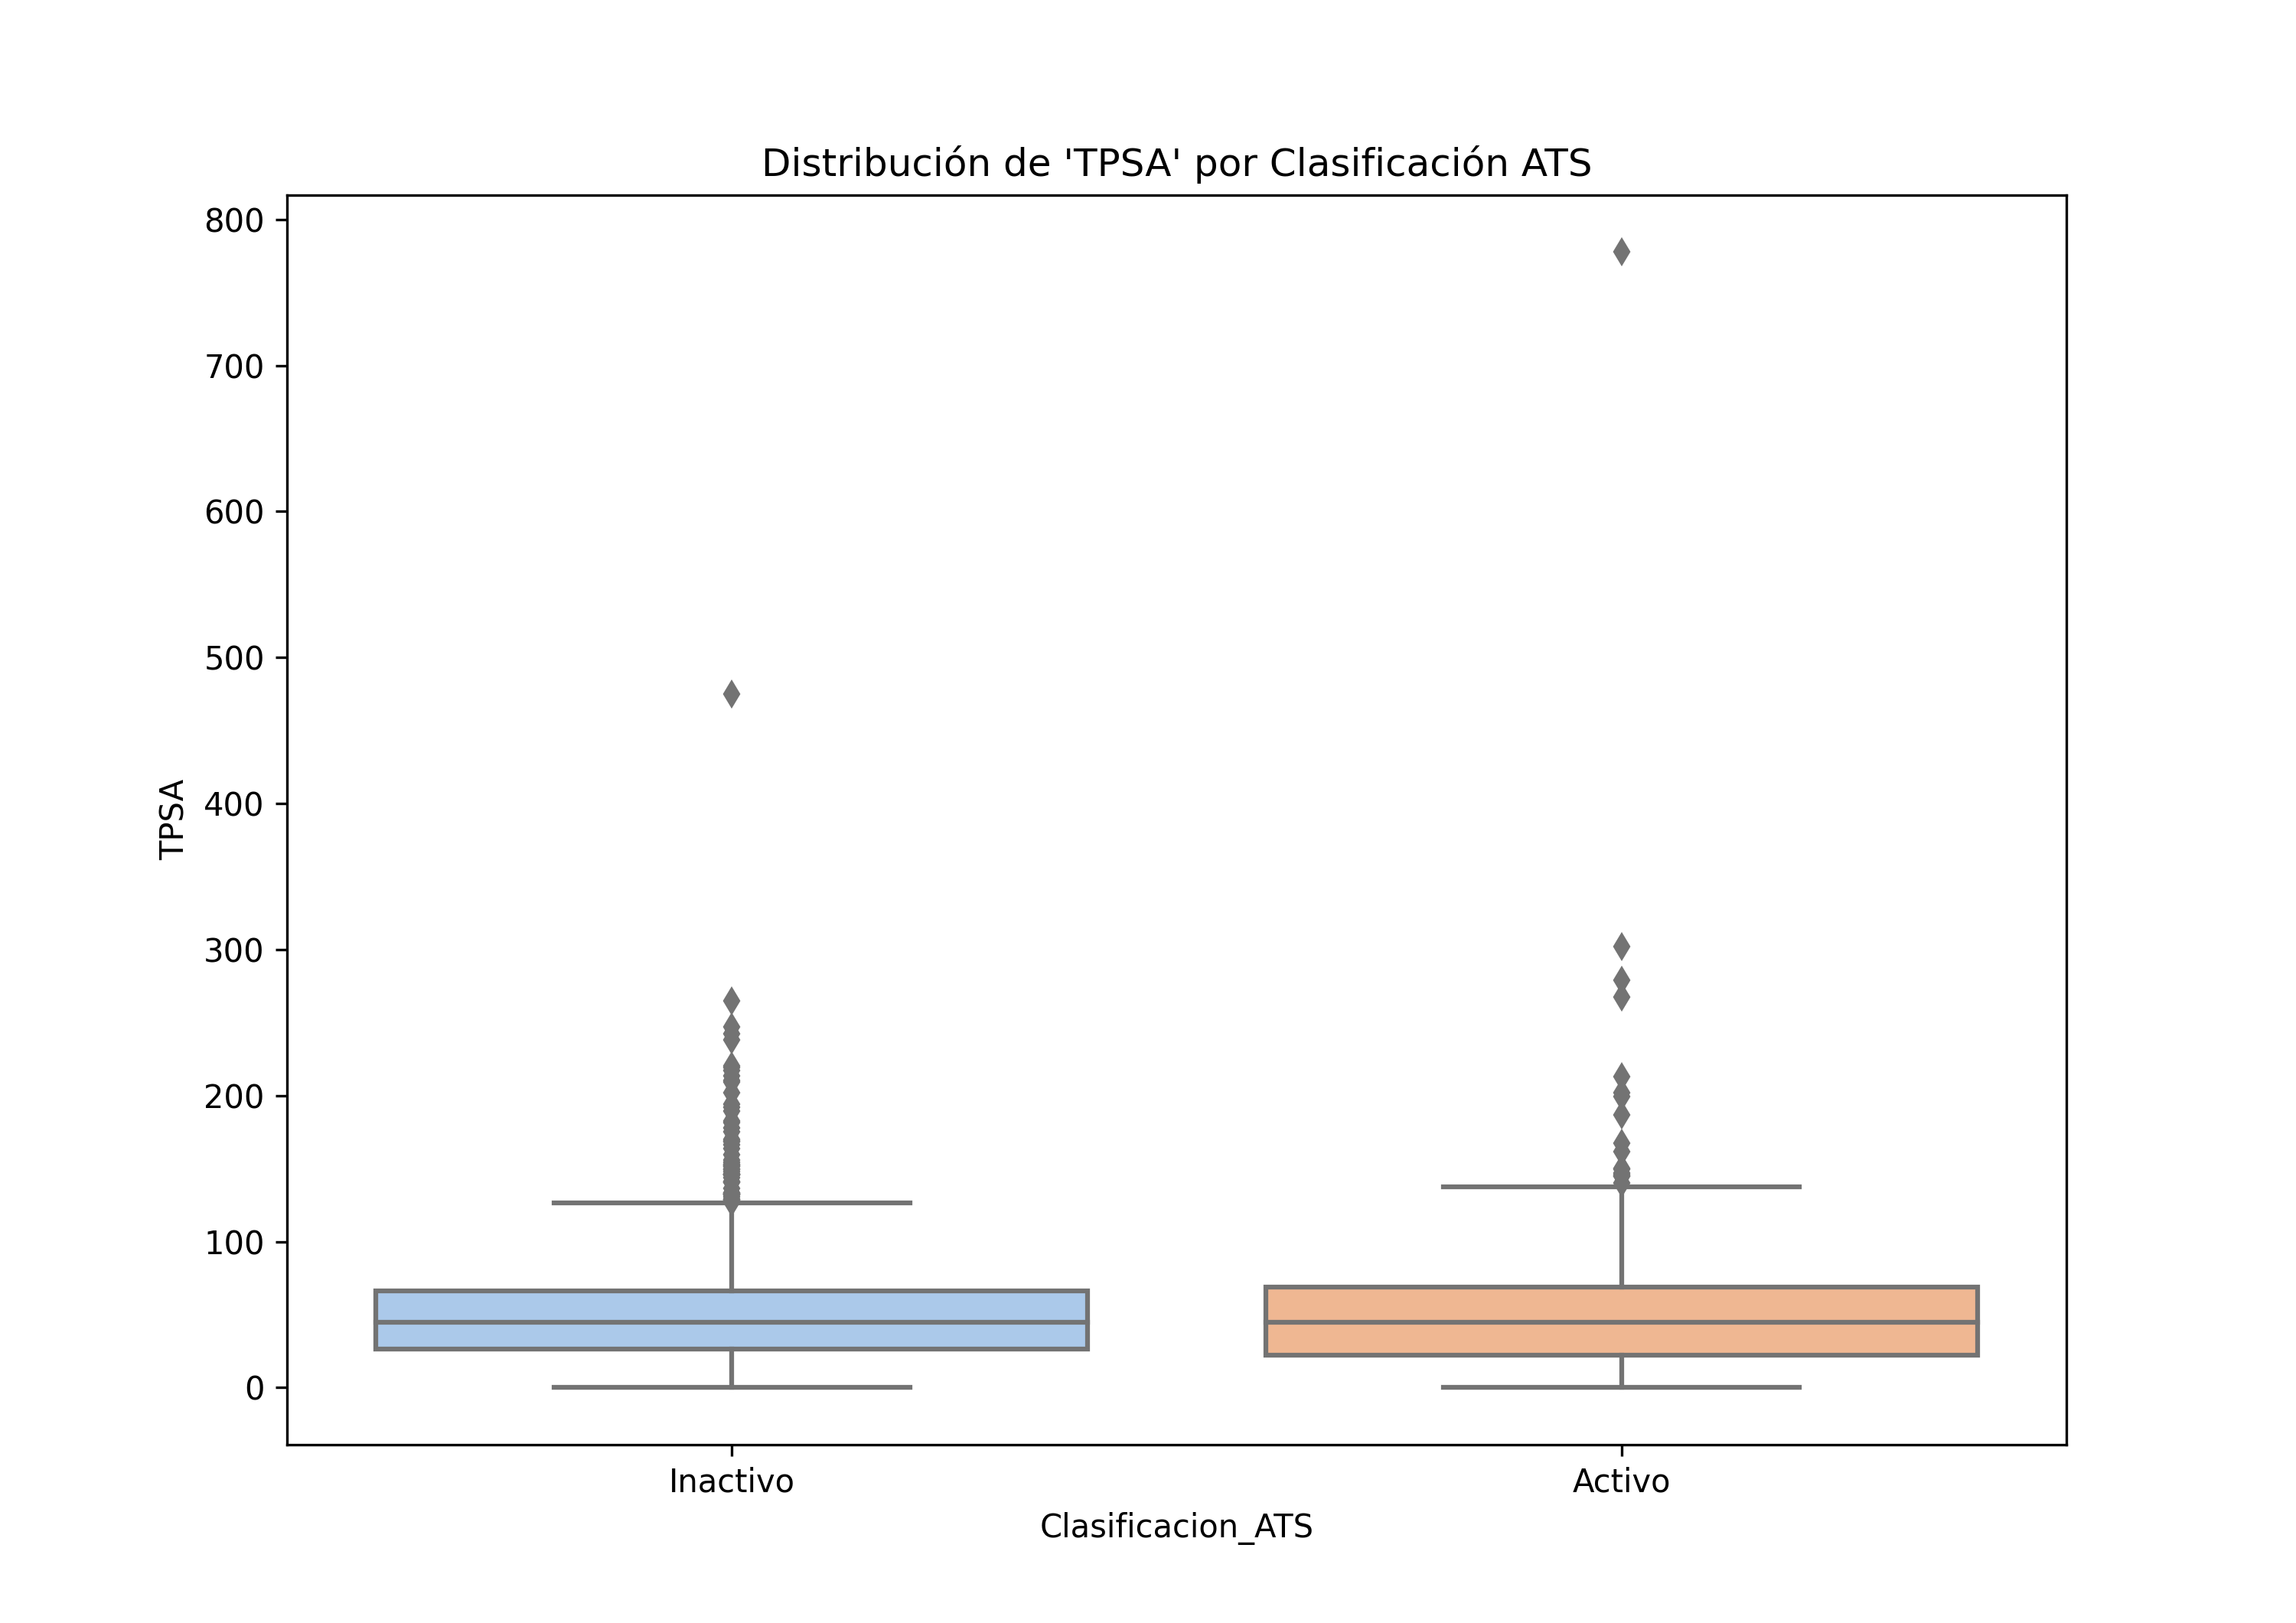 Distribución de 'TPSA' por Clasificación ATS
800
700
600
500
400
300
200
100
0
TPSA
Inactivo
Activo
Clasificacion_ATS